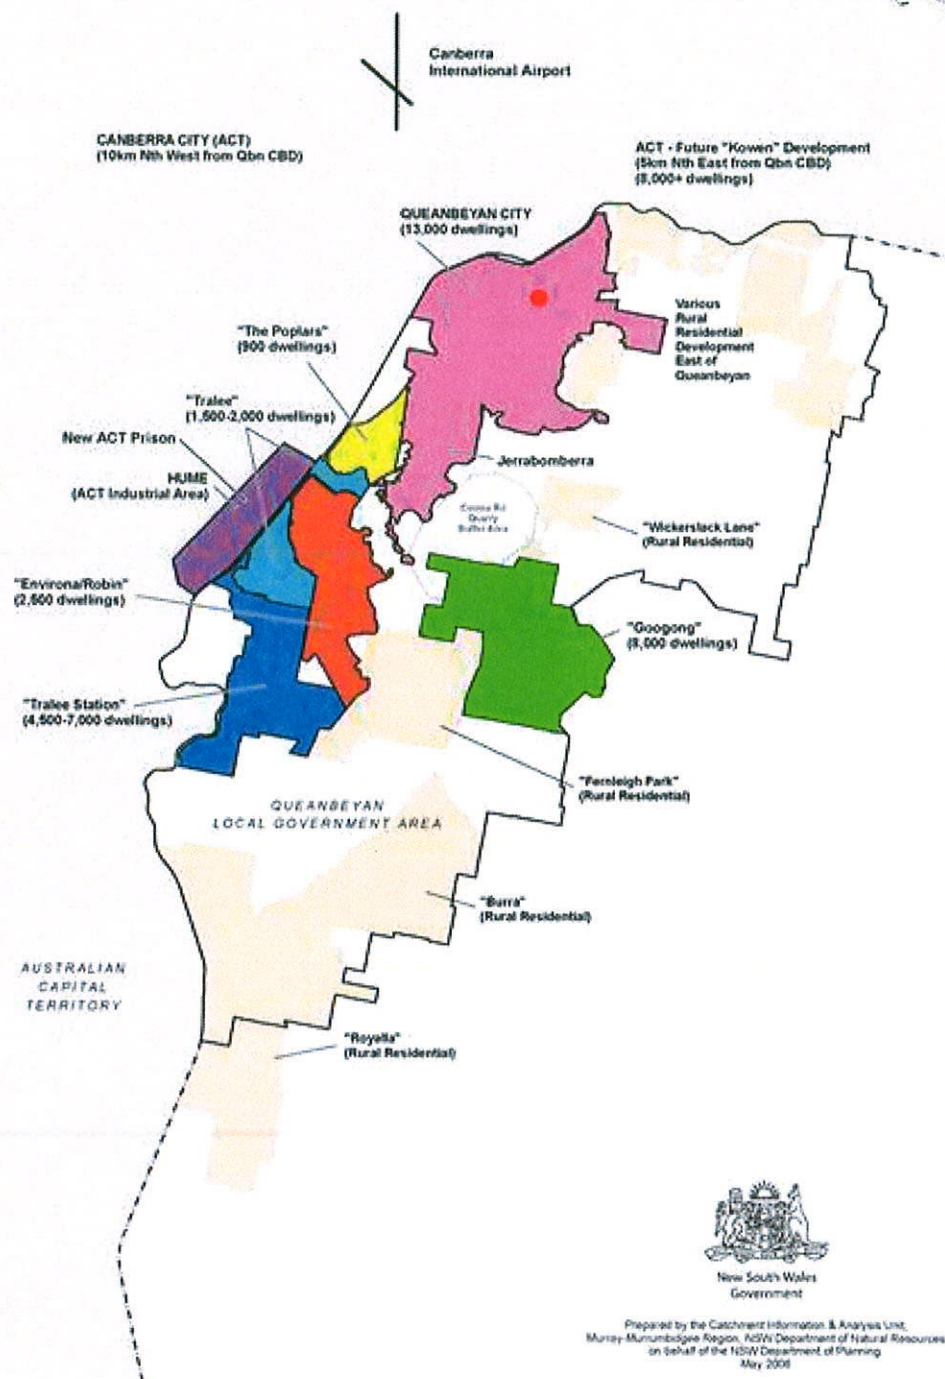 Canberra
International Airport
CANBERRA CITY (ACT)
(10km Nth West from Qbn CBD)
ACT - Future "Kowen" Development
(5km Nth East from Qbn CBD)
(8,000+ dwellings)
QUEANBEYAN CITY
(13,000 dwellings)
Various
Rural
Residential
Development
East of
Queanbeyan
"The Poplars"
(900 dwellings)
"Tralee"
(1,500-2,000 dwellings)
New ACT Prison
HUME
(ACT Industrial Area)
Jerrabomberra
Cooma Rd
Quarry
Buffer Area
"Wickerslack Lane"
(Rural Residential)
"Environa/Robin"
(2,500 dwellings)
"Googong"
(8,000 dwellings)
"Tralee Station"
(4,500-7,000 dwellings)
"Fernleigh Park"
(Rural Residential)
QUEANBEYAN
LOCAL GOVERNMENT AREA
"Burra"
(Rural Residential)
AUSTRALIAN
CAPITAL
TERRITORY
"Royalla"
(Rural Residential)
New South Wales
Government
Prepared by the Catchment Information & Analysis Unit,
Murray-Murrumbidgee Region, NSW Department of Natural Resources
on behalf of the NSW Department of Planning
May 2006